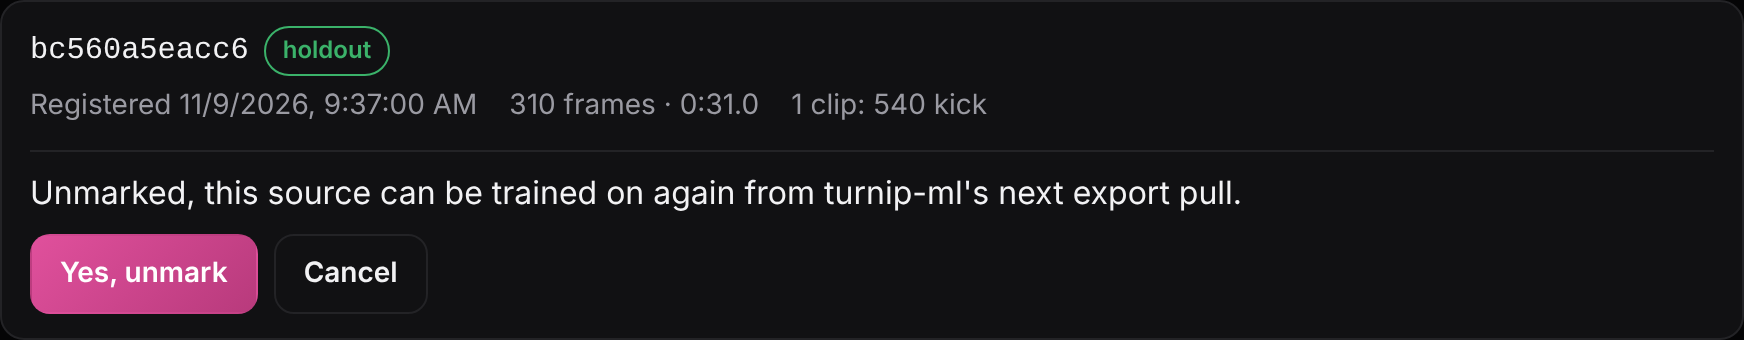 bc560a5eacc6 holdout
Registered 11/9/2026, 9:37:00 AM 310 frames · 0:31.0 1 clip: 540 kick
Unmarked, this source can be trained on again from turnip-ml's next export pull.
Yes, unmark Cancel